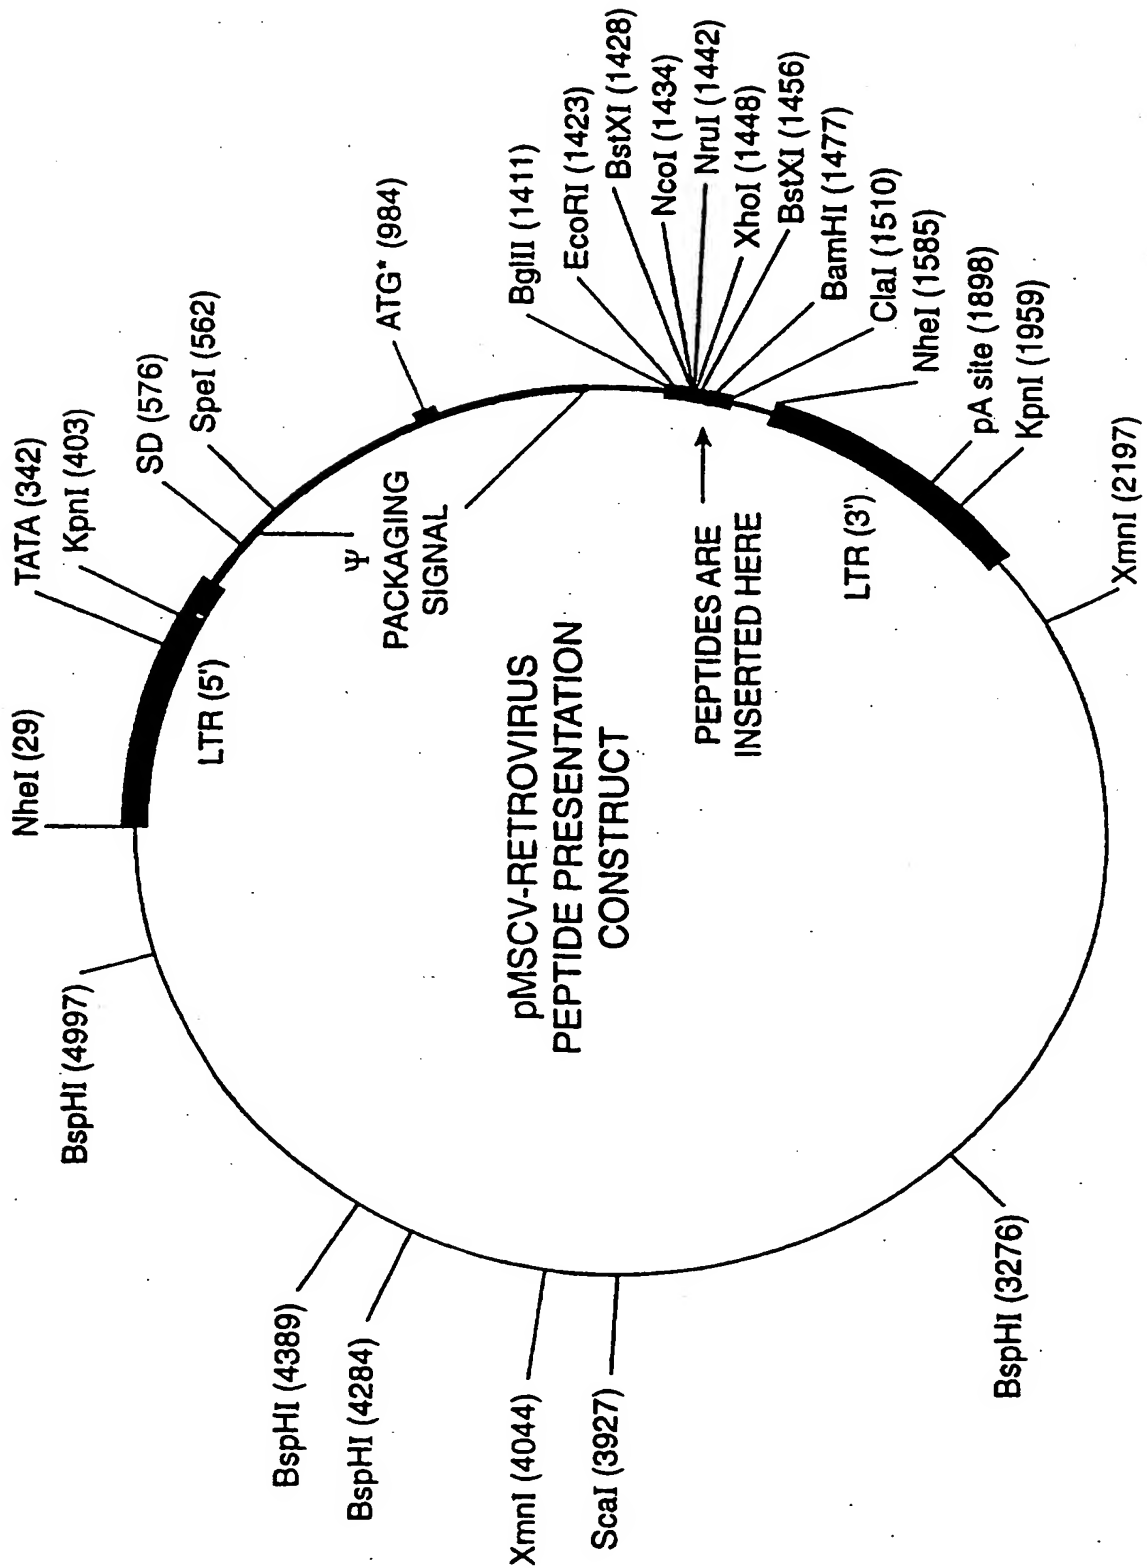 NheI (29)
TATA (342)
KpnI (403)
SD (576)
SpeI (562)
ATG* (984)
BglII (1411)
EcoRI (1423)
BstXI (1428)
NcoI (1434)
NruI (1442)
XhoI (1448)
BstXI (1456)
BamHI (1477)
ClaI (1510)
NheI (1585)
pA site (1898)
KpnI (1959)
XmnI (2197)
BspHI (3276)
ScaI (3927)
XmnI (4044)
BspHI (4284)
BspHI (4389)
BspHI (4997)
LTR (5')
Ψ
PACKAGING
SIGNAL
PEPTIDES ARE
INSERTED HERE
LTR (3')
pMSCV-RETROVIRUS
PEPTIDE PRESENTATION
CONSTRUCT